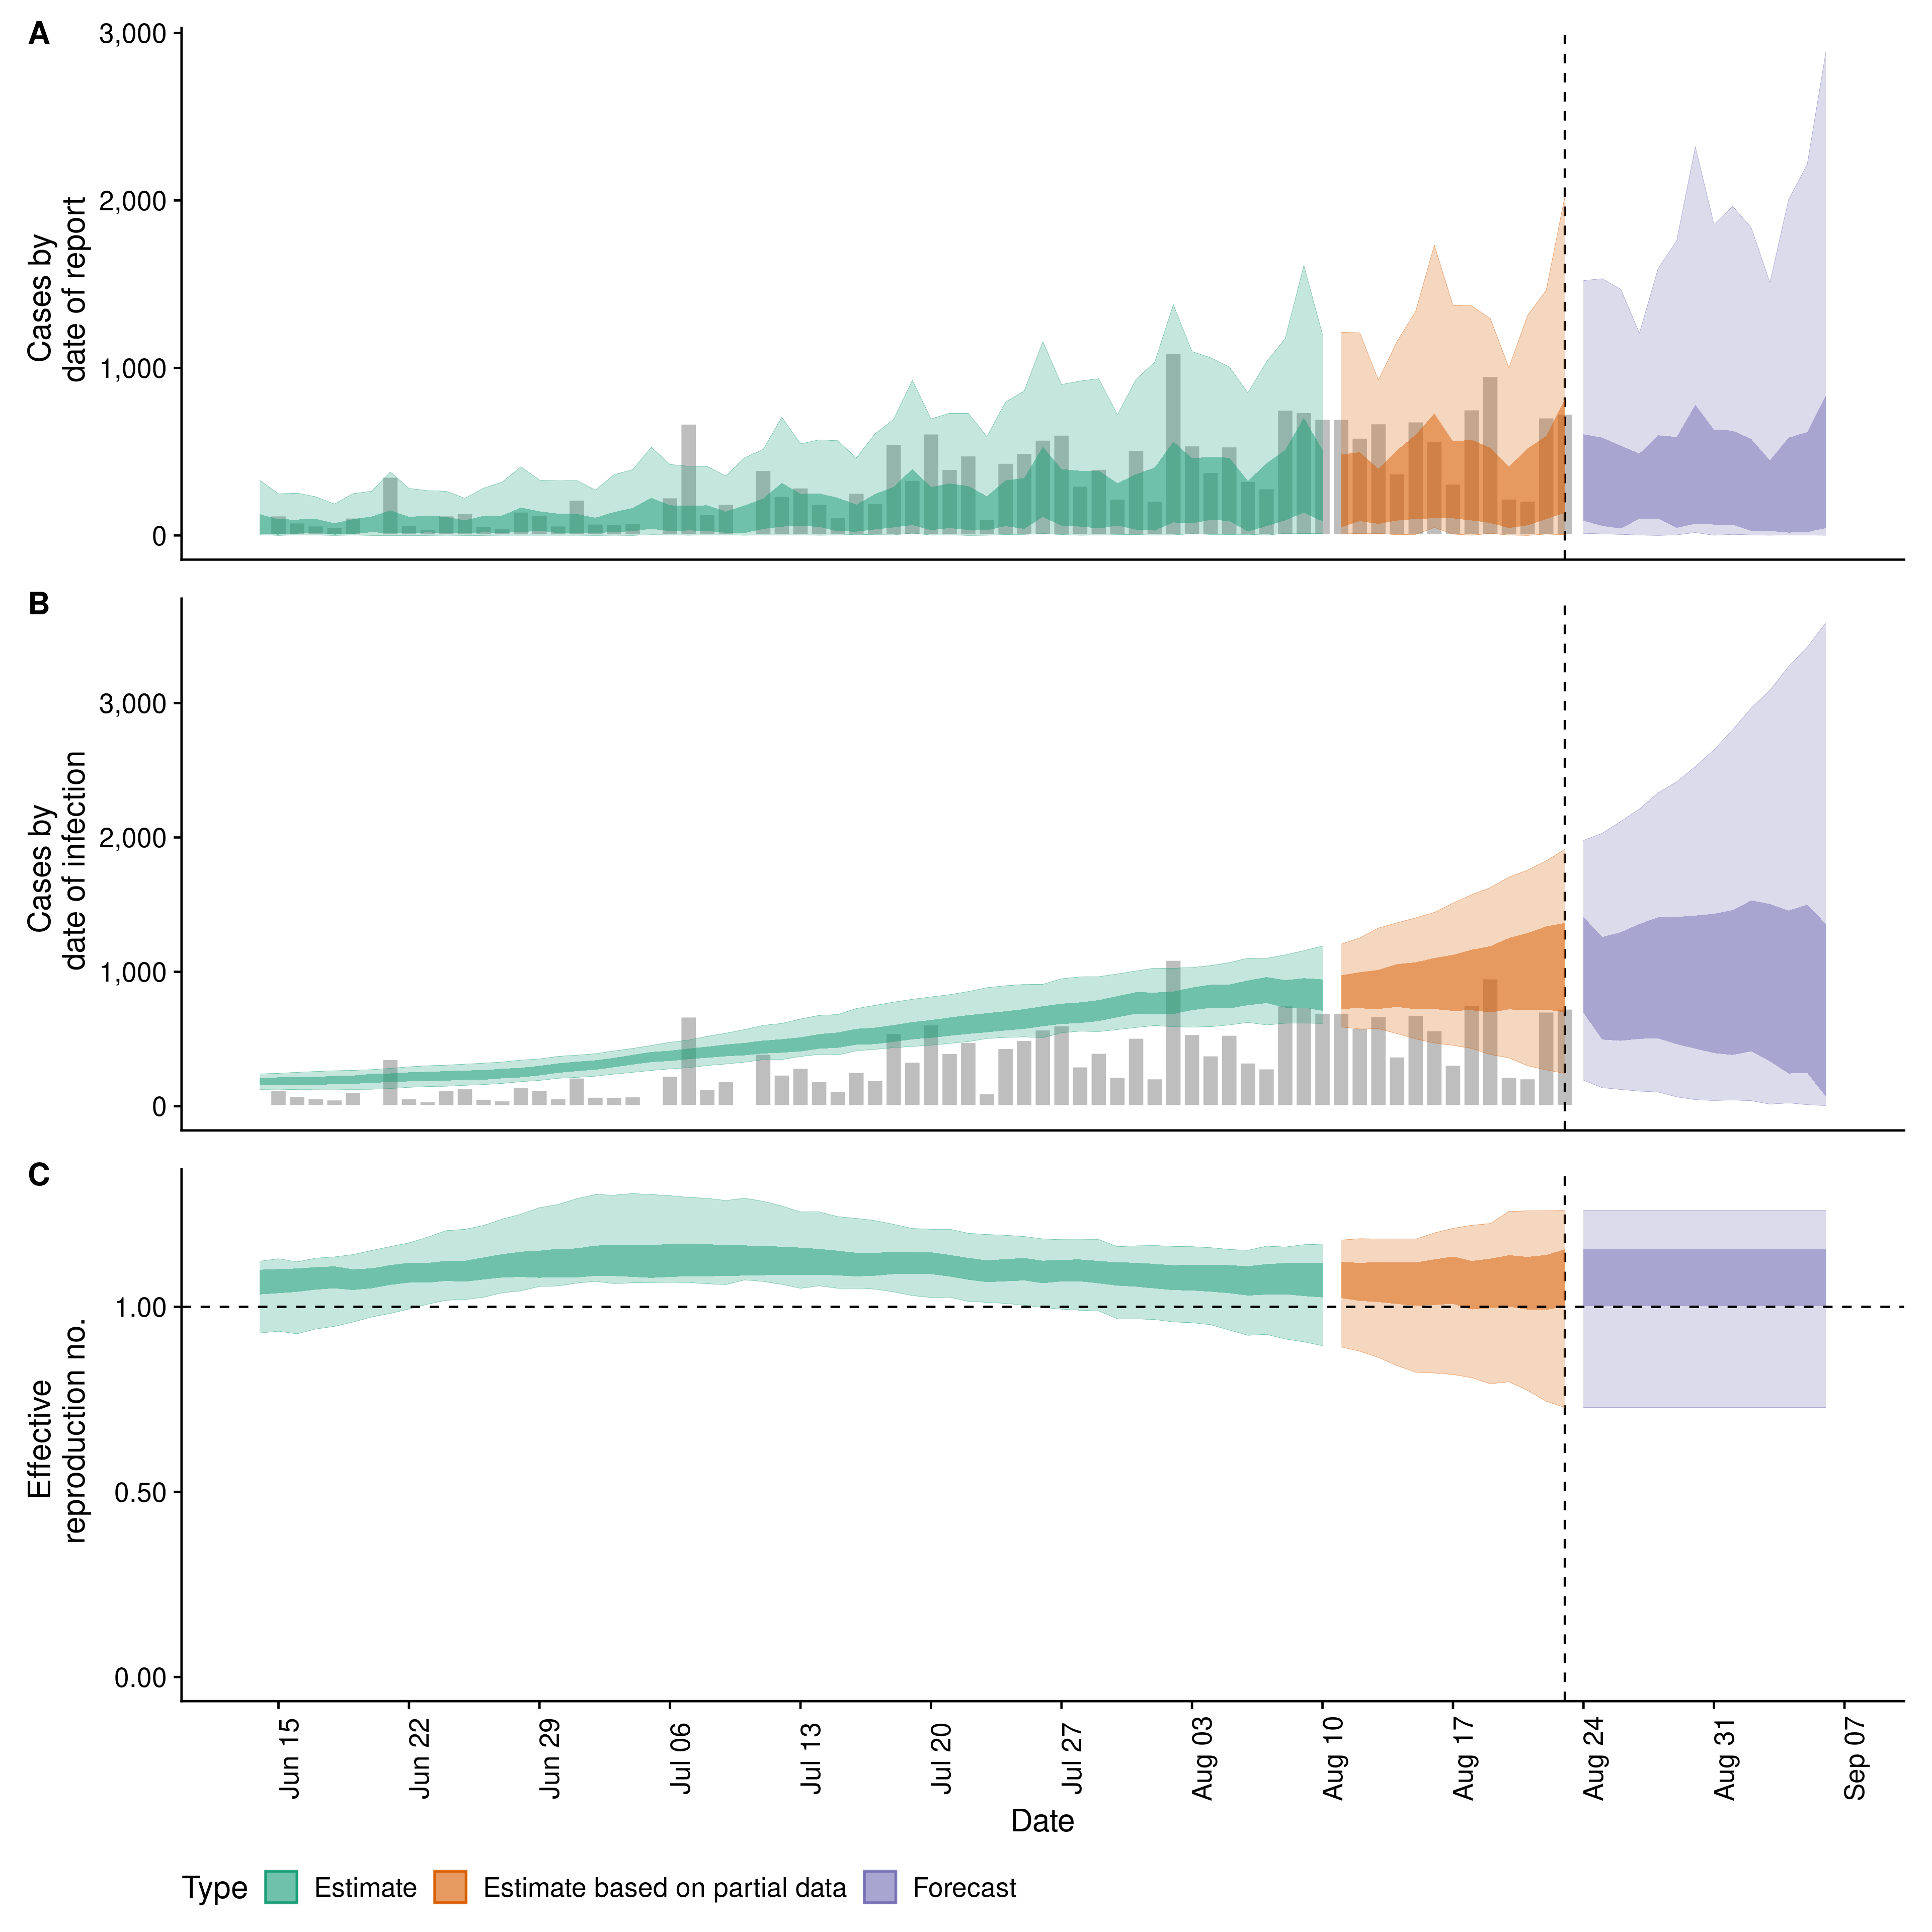 A
3,000
2,000
1,000
0
Cases by
date of report
B
3,000
2,000
1,000
0
Cases by
date of infection
C
1.00
0.50
0.00
Effective
reproduction no.
Jun 15
Jun 22
Jun 29
Jul 06
Jul 13
Jul 20
Jul 27
Aug 03
Aug 10
Aug 17
Aug 24
Aug 31
Sep 07
Date
Type Estimate Estimate based on partial data Forecast